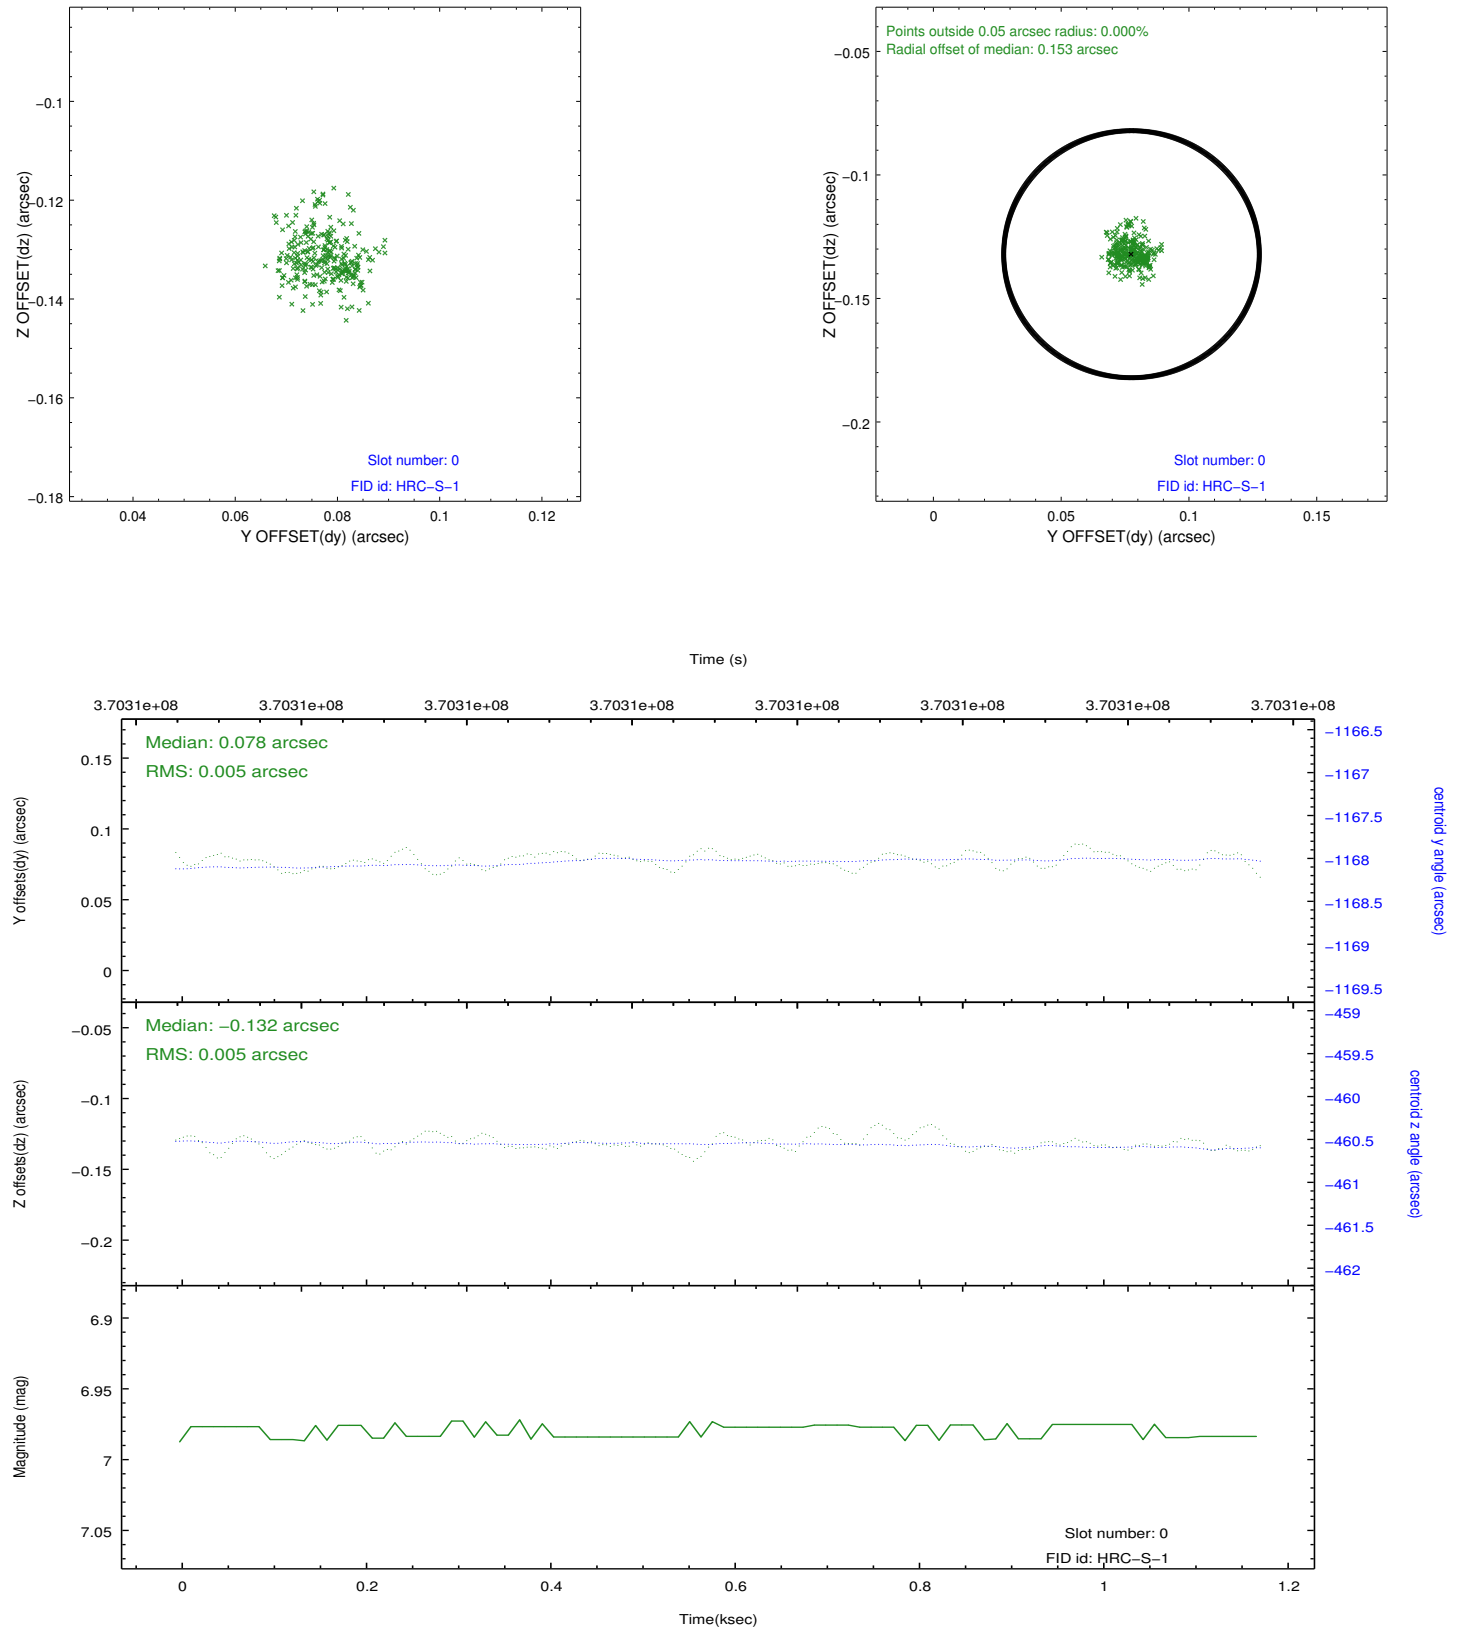 −0.1
−0.12
−0.14
−0.16
−0.18
Z OFFSET(dz) (arcsec)
Slot number: 0
FID id: HRC−S−1
0.04 0.06 0.08 0.1 0.12
Y OFFSET(dy) (arcsec)
Points outside 0.05 arcsec radius: 0.000%
Radial offset of median: 0.153 arcsec
−0.05
−0.1
−0.15
−0.2
Z OFFSET(dz) (arcsec)
Slot number: 0
FID id: HRC−S−1
0 0.05 0.1 0.15
Y OFFSET(dy) (arcsec)
Time (s)
3.7031e+08 3.7031e+08 3.7031e+08 3.7031e+08 3.7031e+08 3.7031e+08 3.7031e+08 3.7031e+08
Median: 0.078 arcsec
RMS: 0.005 arcsec
0.15
0.1
0.05
0
Y offsets(dy) (arcsec)
−1166.5
−1167
−1167.5
−1168
−1168.5
−1169
−1169.5
centroid y angle (arcsec)
Median: −0.132 arcsec
RMS: 0.005 arcsec
−0.05
−0.1
−0.15
−0.2
Z offsets(dz) (arcsec)
−459
−459.5
−460
−460.5
−461
−461.5
−462
centroid z angle (arcsec)
6.9
6.95
7
7.05
Magnitude (mag)
Slot number: 0
FID id: HRC−S−1
0 0.2 0.4 0.6 0.8 1 1.2
Time(ksec)